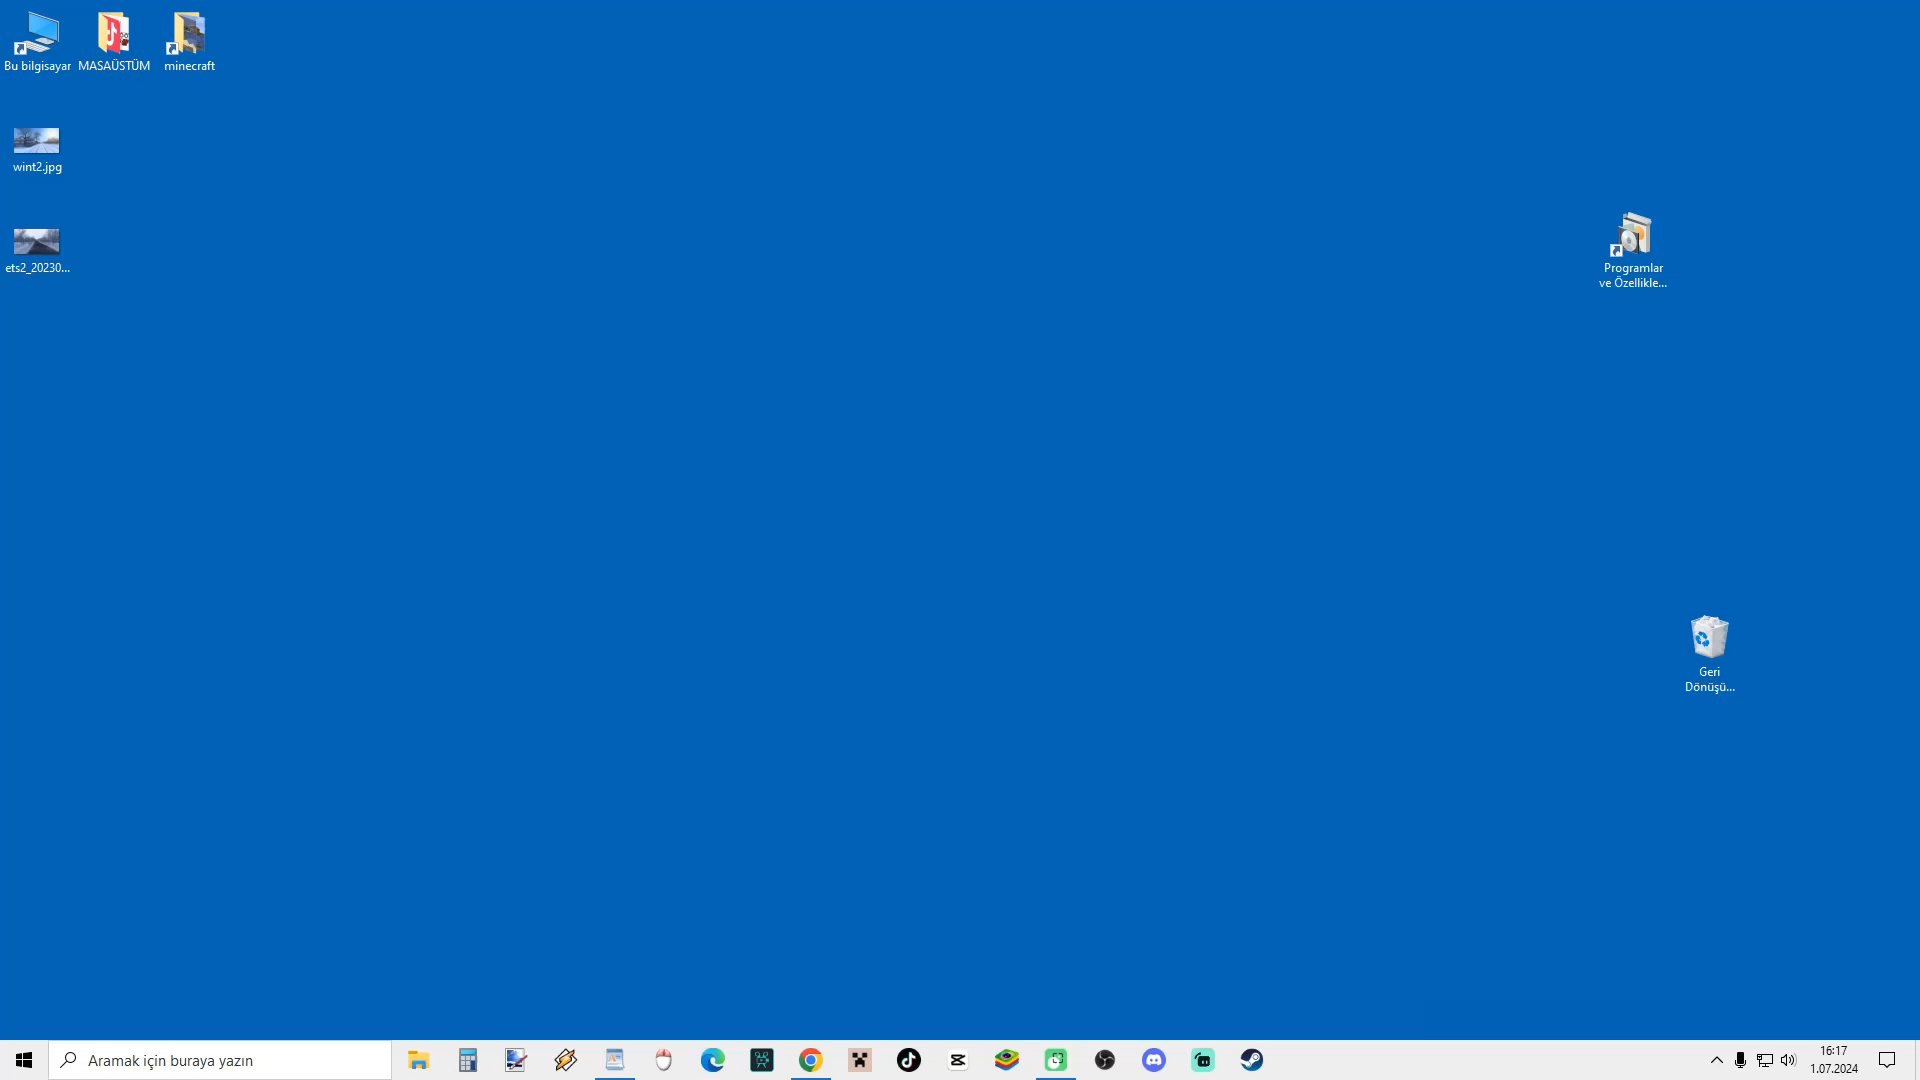 Bu bilgisayar
MASAÜSTÜM
minecraft
wint2.jpg
ets2_20230...
Programlar
ve Özellikle...
Geri
Dönüşü...
Aramak için buraya yazın
16:17
1.07.2024